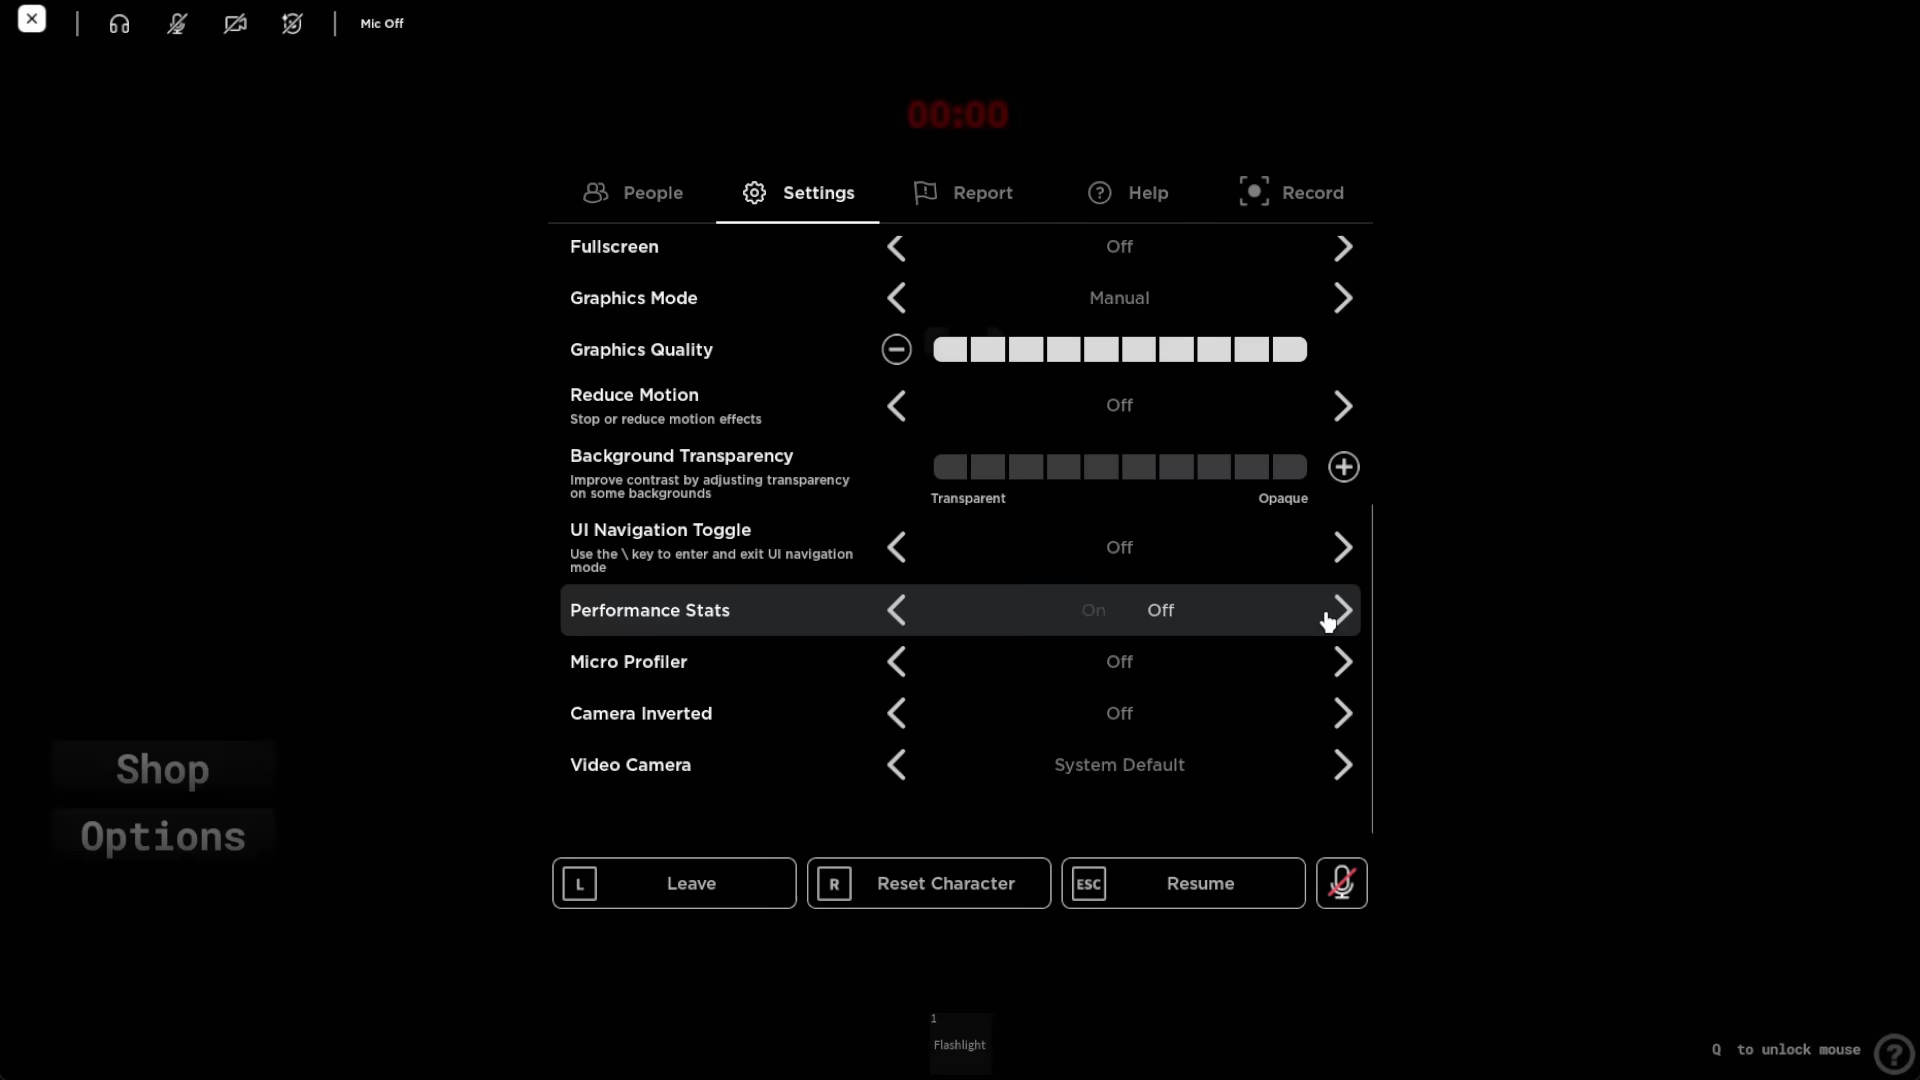 Mic Off
00:00
People Settings Report Help Record
Fullscreen Off
Graphics Mode Manual
Graphics Quality
Reduce Motion Off
Stop or reduce motion effects
Background Transparency
Improve contrast by adjusting transparency
on some backgrounds
Transparent Opaque
UI Navigation Toggle Off
Use the \ key to enter and exit UI navigation
mode
Performance Stats On Off
Micro Profiler Off
Camera Inverted Off
Video Camera System Default
Shop
Options
L Leave R Reset Character ESC Resume
1
Flashlight
Q to unlock mouse